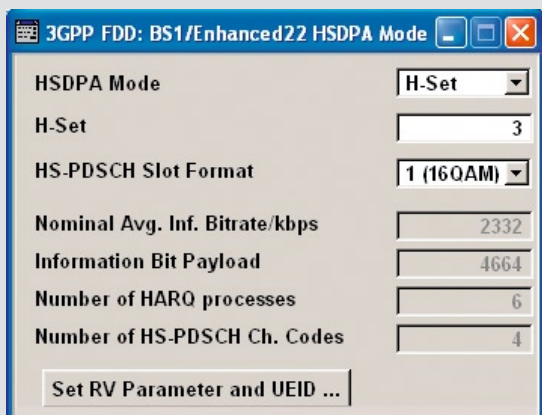 3GPP FDD: BS1/Enhanced22 HSDPA Mode
HSDPA Mode H-Set
H-Set 3
HS-PDSCH Slot Format 1 (16QAM)
Nominal Avg. Inf. Bitrate/kbps 2332
Information Bit Payload 4664
Number of HARQ processes 6
Number of HS-PDSCH Ch. Codes 4
Set RV Parameter and UEID ...